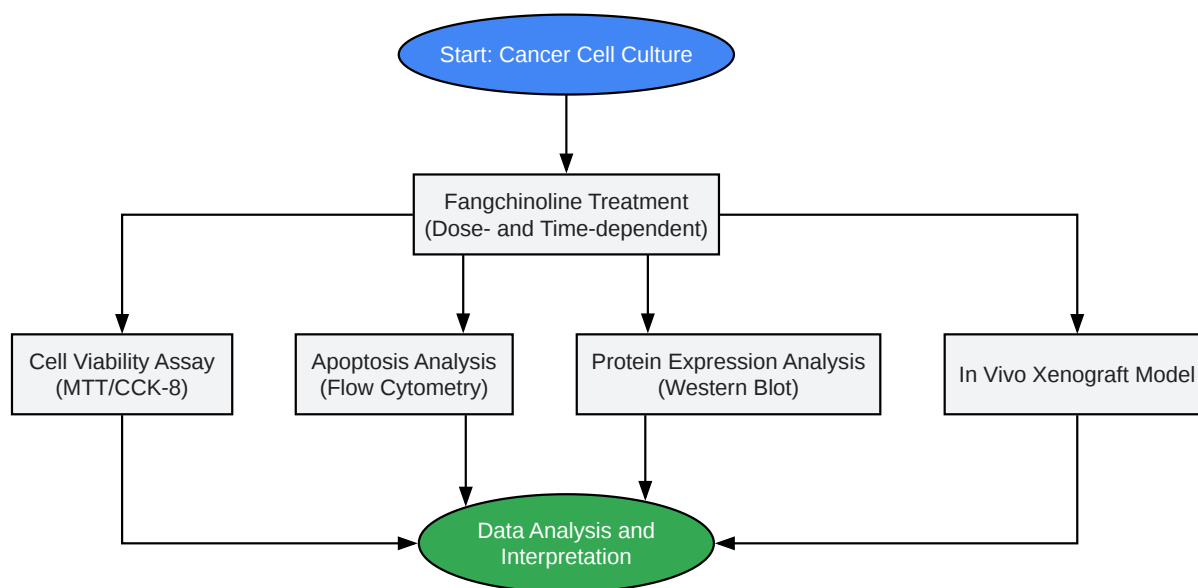 Start: Cancer Cell Culture
Fangchinoline Treatment
(Dose- and Time-dependent)
Cell Viability Assay
(MTT/CCK-8)
Apoptosis Analysis
(Flow Cytometry)
Protein Expression Analysis
(Western Blot)
In Vivo Xenograft Model
Data Analysis and
Interpretation